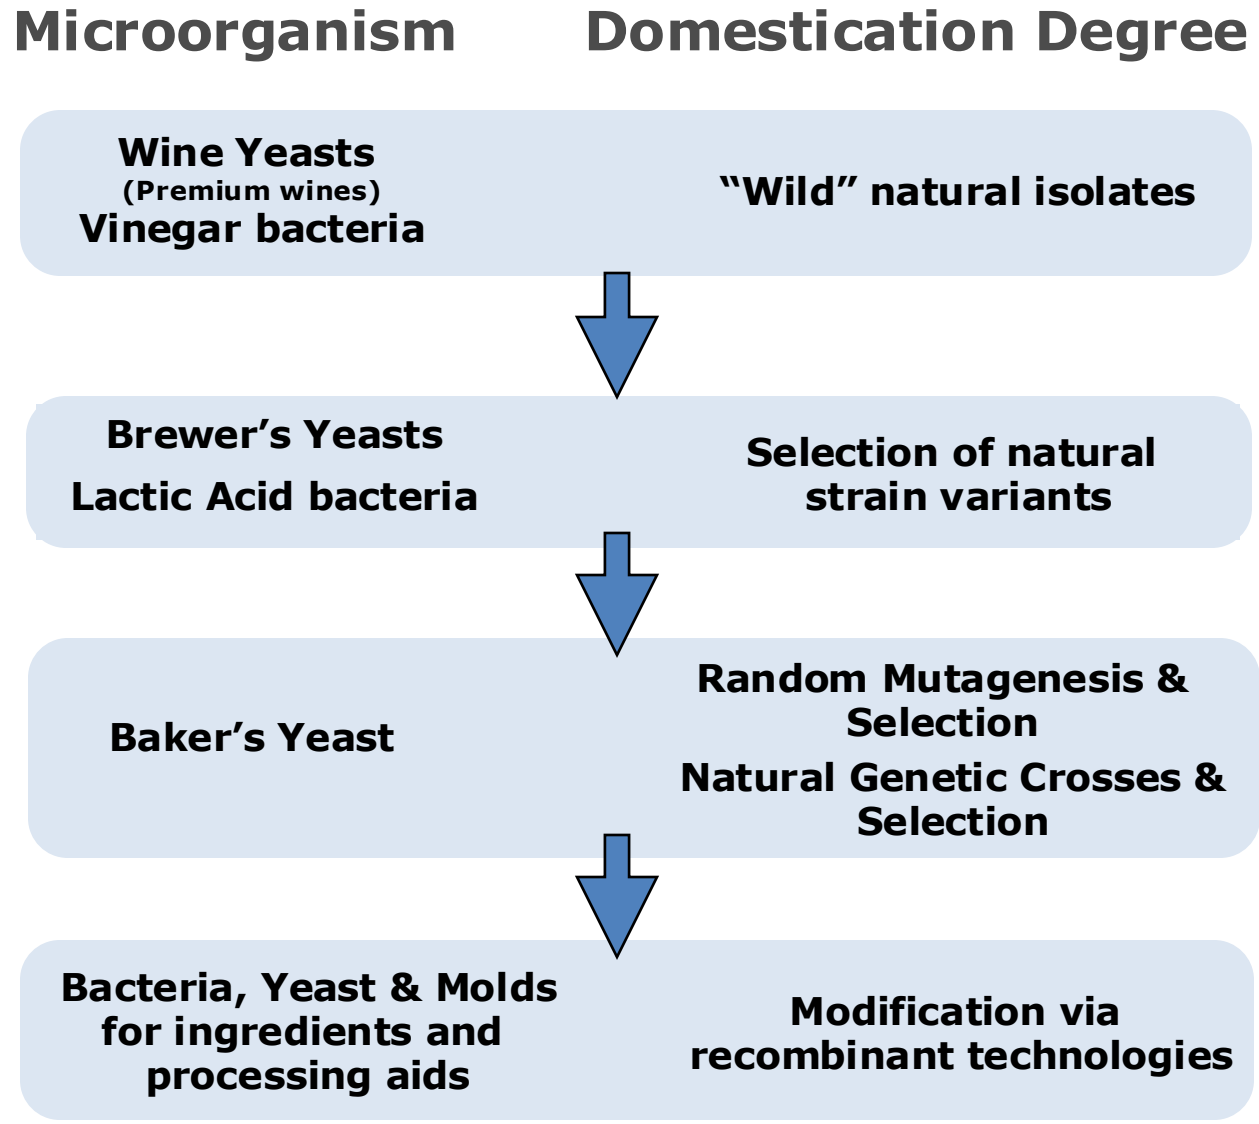 Microorganism
Domestication Degree
Wine Yeasts
(Premium wines)
Vinegar bacteria
“Wild” natural isolates
Brewer’s Yeasts
Lactic Acid bacteria
Selection of natural
strain variants
Baker’s Yeast
Random Mutagenesis &
Selection
Natural Genetic Crosses &
Selection
Bacteria, Yeast & Molds
for ingredients and
processing aids
Modification via
recombinant technologies